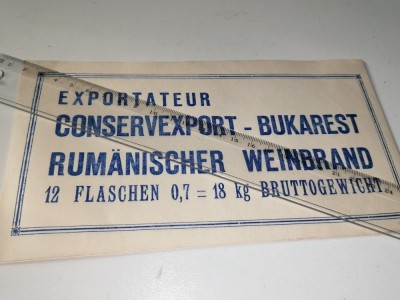 EXPORTATEUR
CONSERVEXPORT - BUKAREST
RUMÄNISCHER WEINBRAND
12 FLASCHEN 0,7 = 18 kg BRUTTOGEWICHT